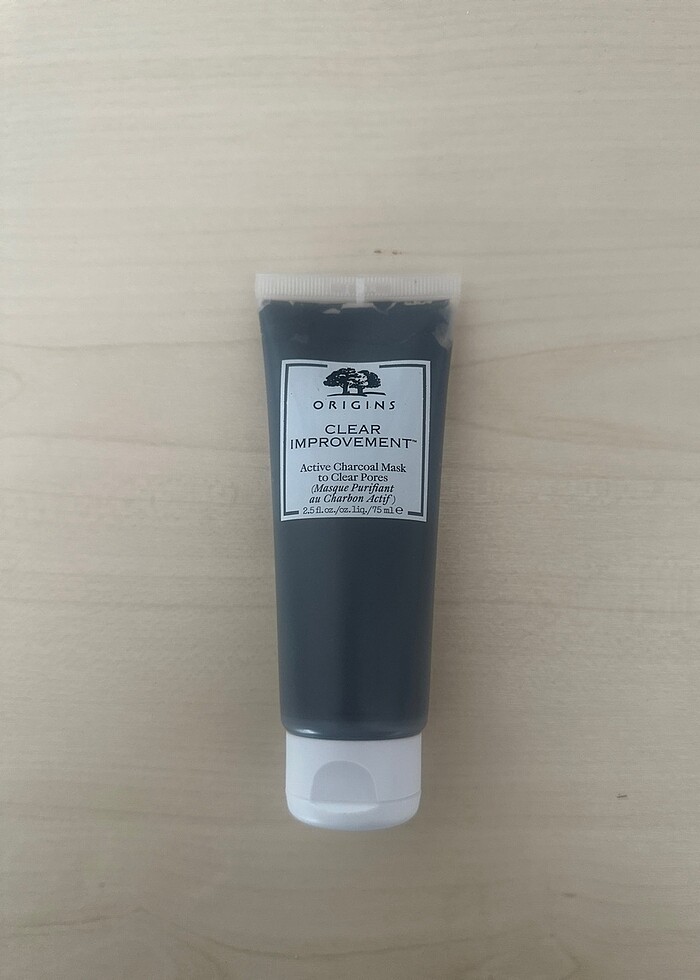 ORIGINS
CLEAR
IMPROVEMENT™
Active Charcoal Mask
to Clear Pores
(Masque Purifiant
au Charbon Actif)
2.5 fl.oz./oz.liq./75 ml ℮